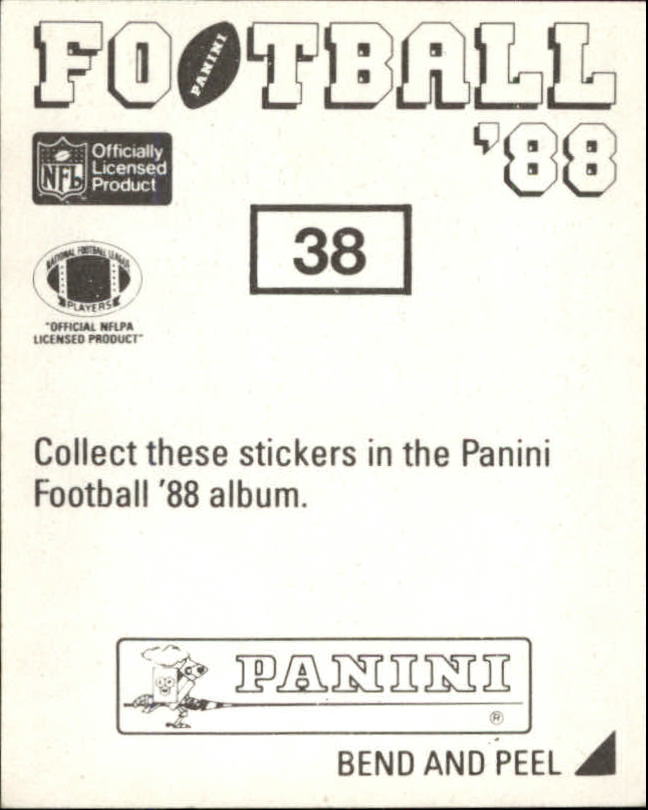 FOOTBALL
PANINI
'88
NFL
Officially
Licensed
Product
38
NATIONAL FOOTBALL LEAGUE
PLAYERS
"OFFICIAL NFLPA
LICENSED PRODUCT"
Collect these stickers in the Panini
Football '88 album.
PANINI
®
BEND AND PEEL